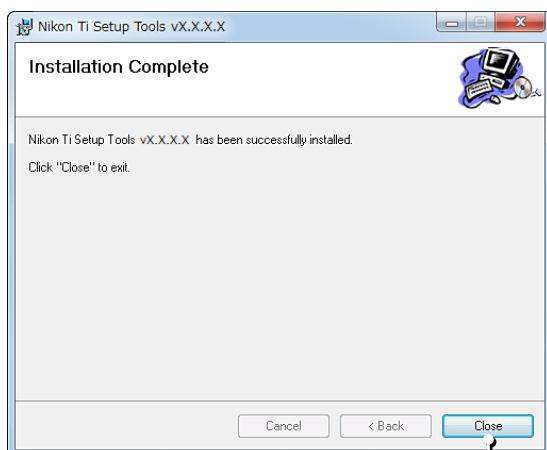 Nikon Ti Setup Tools vX.X.X.X
Installation Complete
Nikon Ti Setup Tools vX.X.X.X has been successfully installed.
Click "Close" to exit.
Cancel
< Back
Close